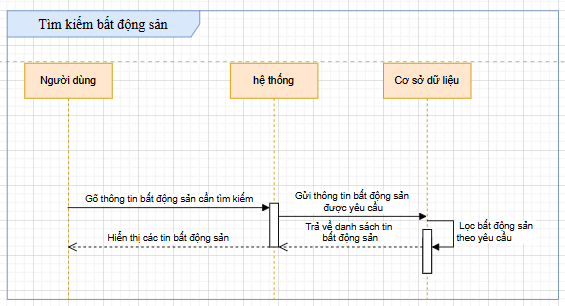 Tìm kiếm bất động sản
Người dùng
hệ thống
Cơ sở dữ liệu
Gõ thông tin bất động sản cần tìm kiếm
Gửi thông tin bất động sản
được yêu cầu
Lọc bất động sản
theo yêu cầu
Trả về danh sách tin
bất động sản
Hiển thị các tin bất động sản